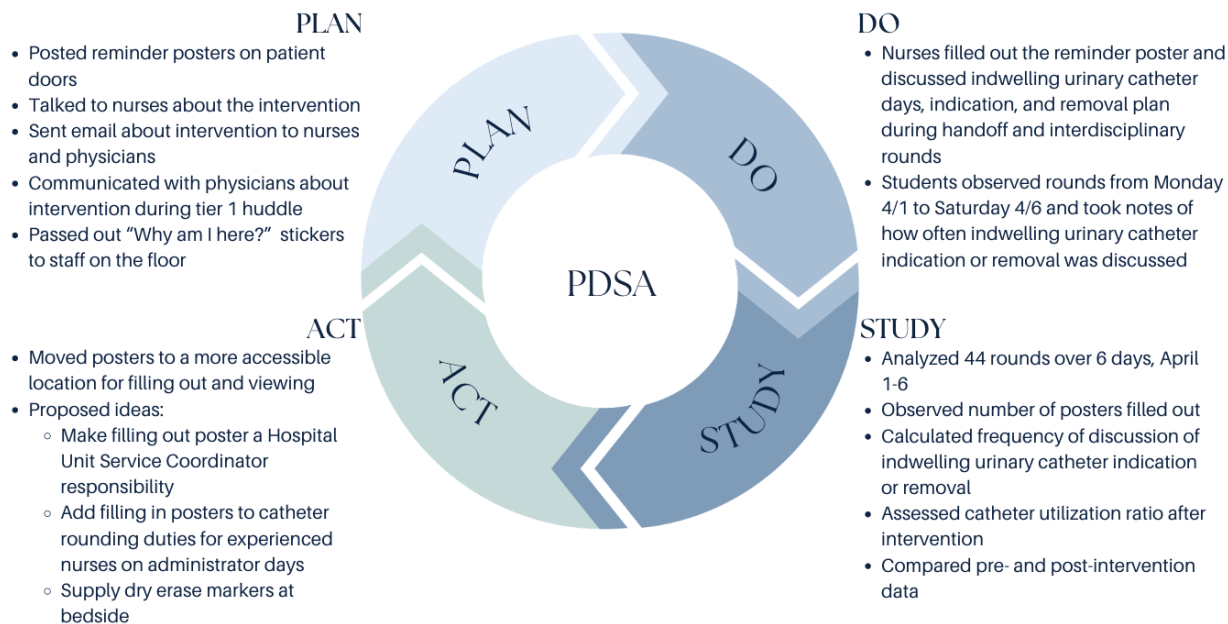 PLAN
• Posted reminder posters on patient
doors
• Talked to nurses about the intervention
• Sent email about intervention to nurses
and physicians
• Communicated with physicians about
intervention during tier 1 huddle
• Passed out “Why am I here?” stickers
to staff on the floor
DO
• Nurses filled out the reminder poster and
discussed indwelling urinary catheter
days, indication, and removal plan
during handoff and interdisciplinary
rounds
• Students observed rounds from Monday
4/1 to Saturday 4/6 and took notes of
how often indwelling urinary catheter
indication or removal was discussed
PLAN
DO
PDSA
ACT
STUDY
ACT
• Moved posters to a more accessible
location for filling out and viewing
• Proposed ideas:
◦ Make filling out poster a Hospital
Unit Service Coordinator
responsibility
◦ Add filling in posters to catheter
rounding duties for experienced
nurses on administrator days
◦ Supply dry erase markers at
bedside
STUDY
• Analyzed 44 rounds over 6 days, April
1-6
• Observed number of posters filled out
• Calculated frequency of discussion of
indwelling urinary catheter indication
or removal
• Assessed catheter utilization ratio after
intervention
• Compared pre- and post-intervention
data